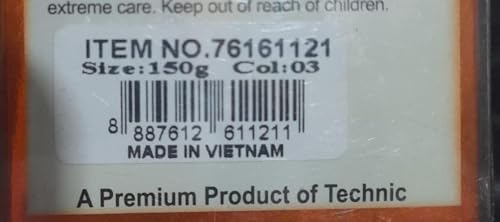 extreme care. Keep out of reach of children.
ITEM NO.76161121
Size:150g Col:03
8 887612 611211
MADE IN VIETNAM
A Premium Product of Technic